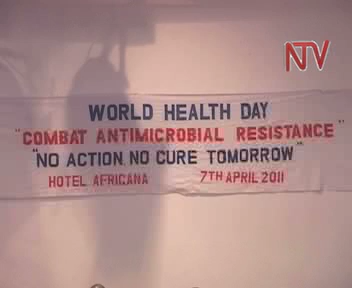 NTV
WORLD HEALTH DAY
"COMBAT ANTIMICROBIAL RESISTANCE"
"NO ACTION NO CURE TOMORROW"
HOTEL AFRICANA 7TH APRIL 2011